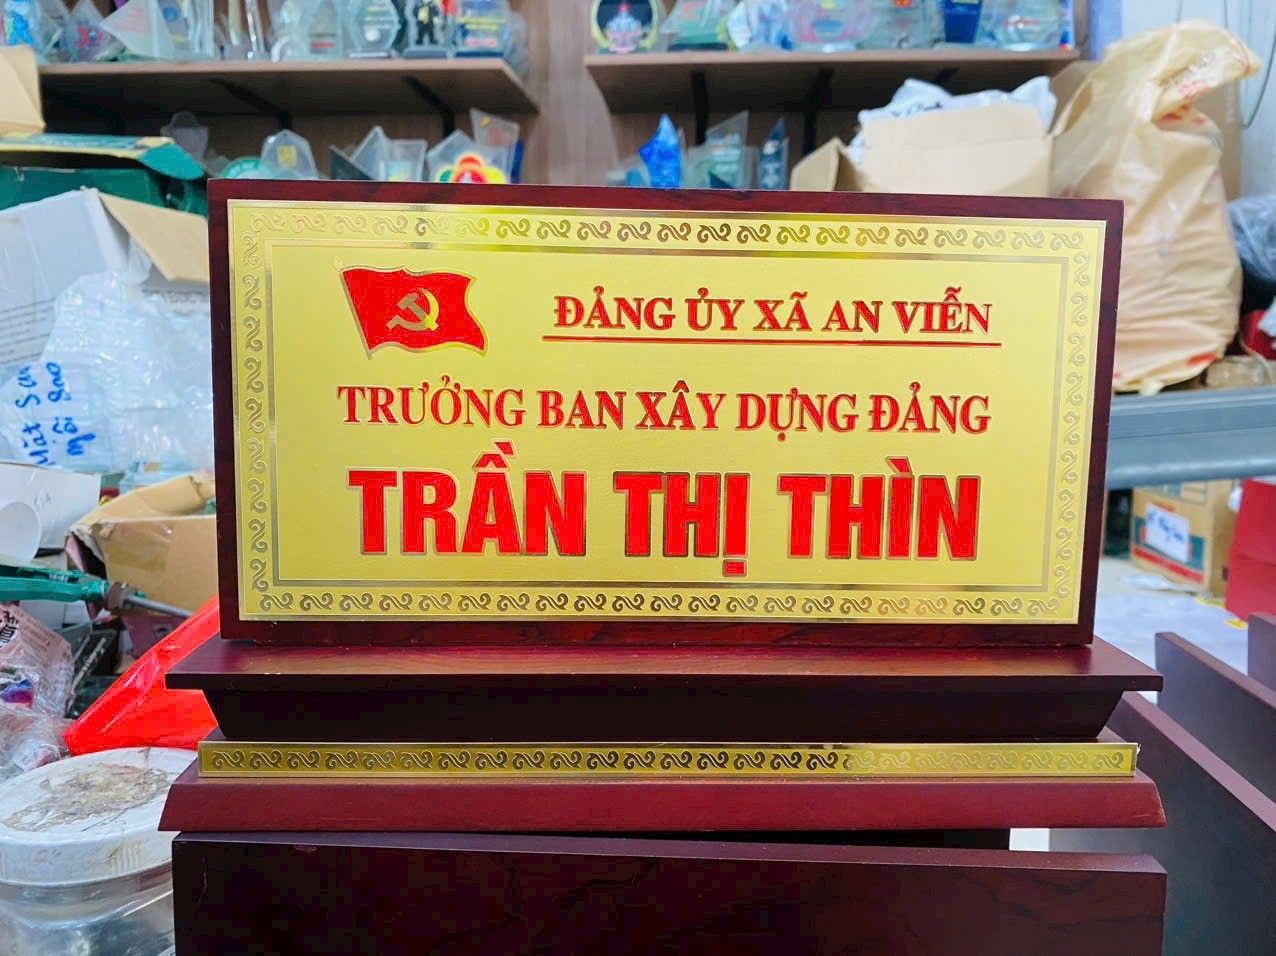 ĐẢNG ỦY XÃ AN VIỄN
TRƯỞNG BAN XÂY DỰNG ĐẢNG
TRẦN THỊ THÌN